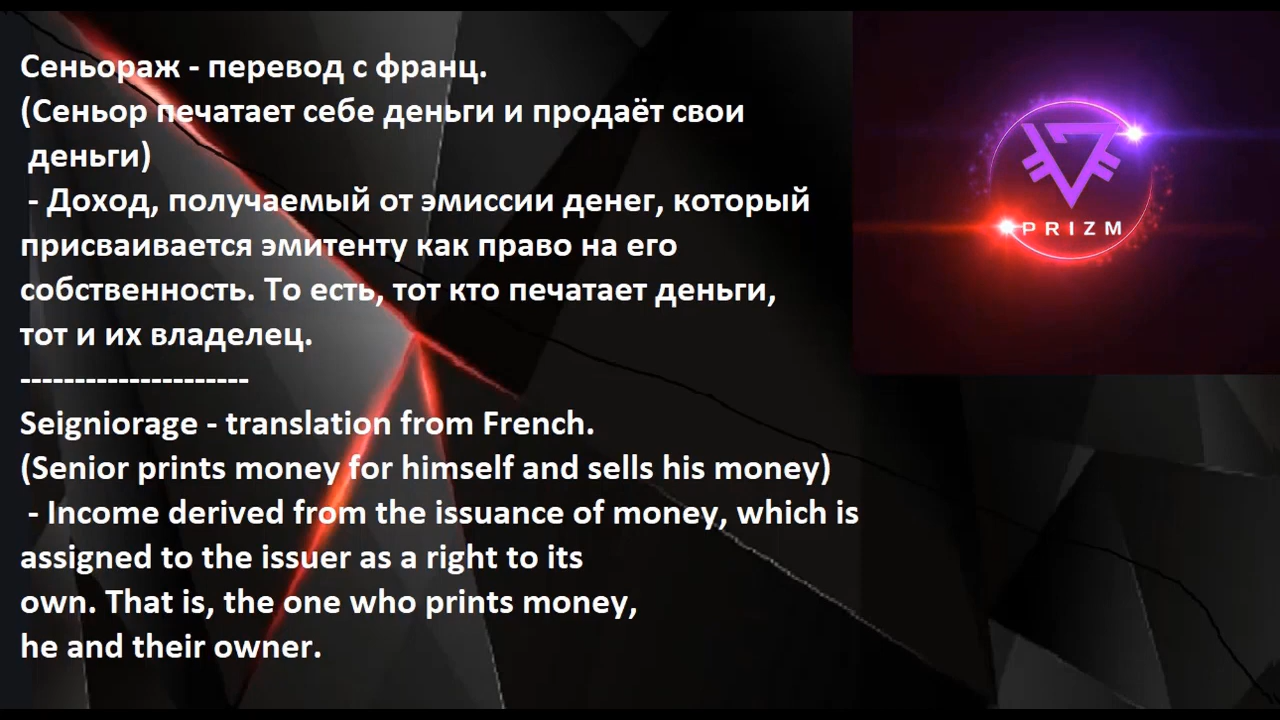 Сеньораж - перевод с франц.
(Сеньор печатает себе деньги и продаёт свои
деньги)
- Доход, получаемый от эмиссии денег, который
присваивается эмитенту как право на его
собственность. То есть, тот кто печатает деньги,
тот и их владелец.
---------------------
Seigniorage - translation from French.
(Senior prints money for himself and sells his money)
- Income derived from the issuance of money, which is
assigned to the issuer as a right to its
own. That is, the one who prints money,
he and their owner.
PRIZM